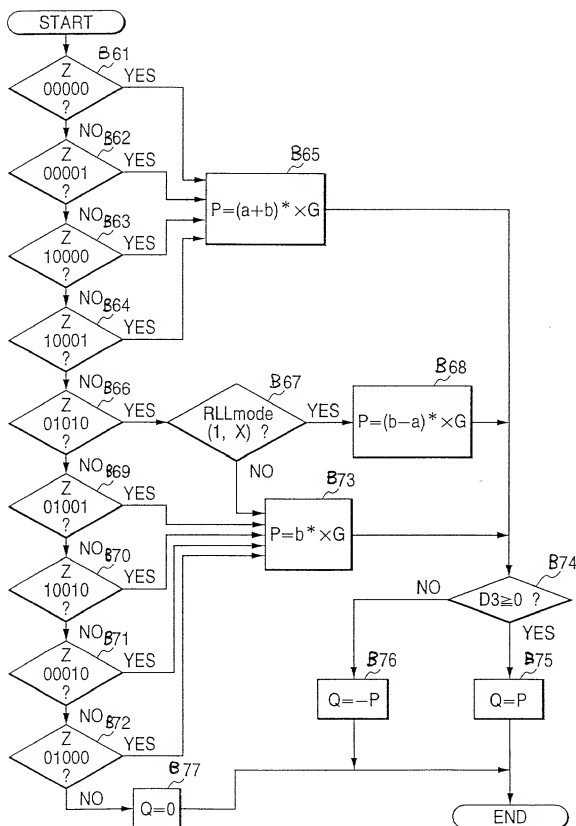 START
B61
Z
00000
?
YES
NO
B62
Z
00001
?
YES
B65
P=(a+b)* ×G
NO
B63
Z
10000
?
YES
NO
B64
Z
10001
?
YES
NO
B66
Z
01010
?
YES
B67
RLLmode
(1, X) ?
YES
NO
B68
P=(b−a)* ×G
NO
B69
Z
01001
?
YES
B73
P=b* ×G
NO
B70
Z
10010
?
YES
B74
D3≧0 ?
NO
YES
NO
B71
Z
00010
?
YES
B76
Q=−P
B75
Q=P
NO
B72
Z
01000
?
YES
NO
B77
Q=0
END